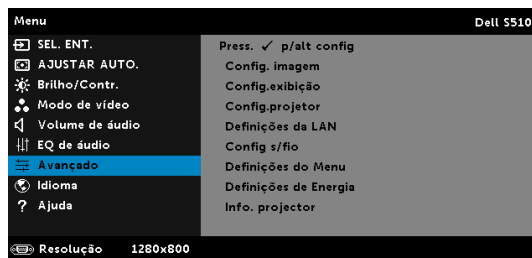 Menu Dell S510
SEL. ENT.
AJUSTAR AUTO.
Brilho/Contr.
Modo de vídeo
Volume de áudio
EQ de áudio
Avançado
Idioma
? Ajuda
Press. ✓ p/alt config
Config. imagem
Config.exibição
Config.projetor
Definições da LAN
Config s/fio
Definições do Menu
Definições de Energia
Info. projector
Resolução 1280x800